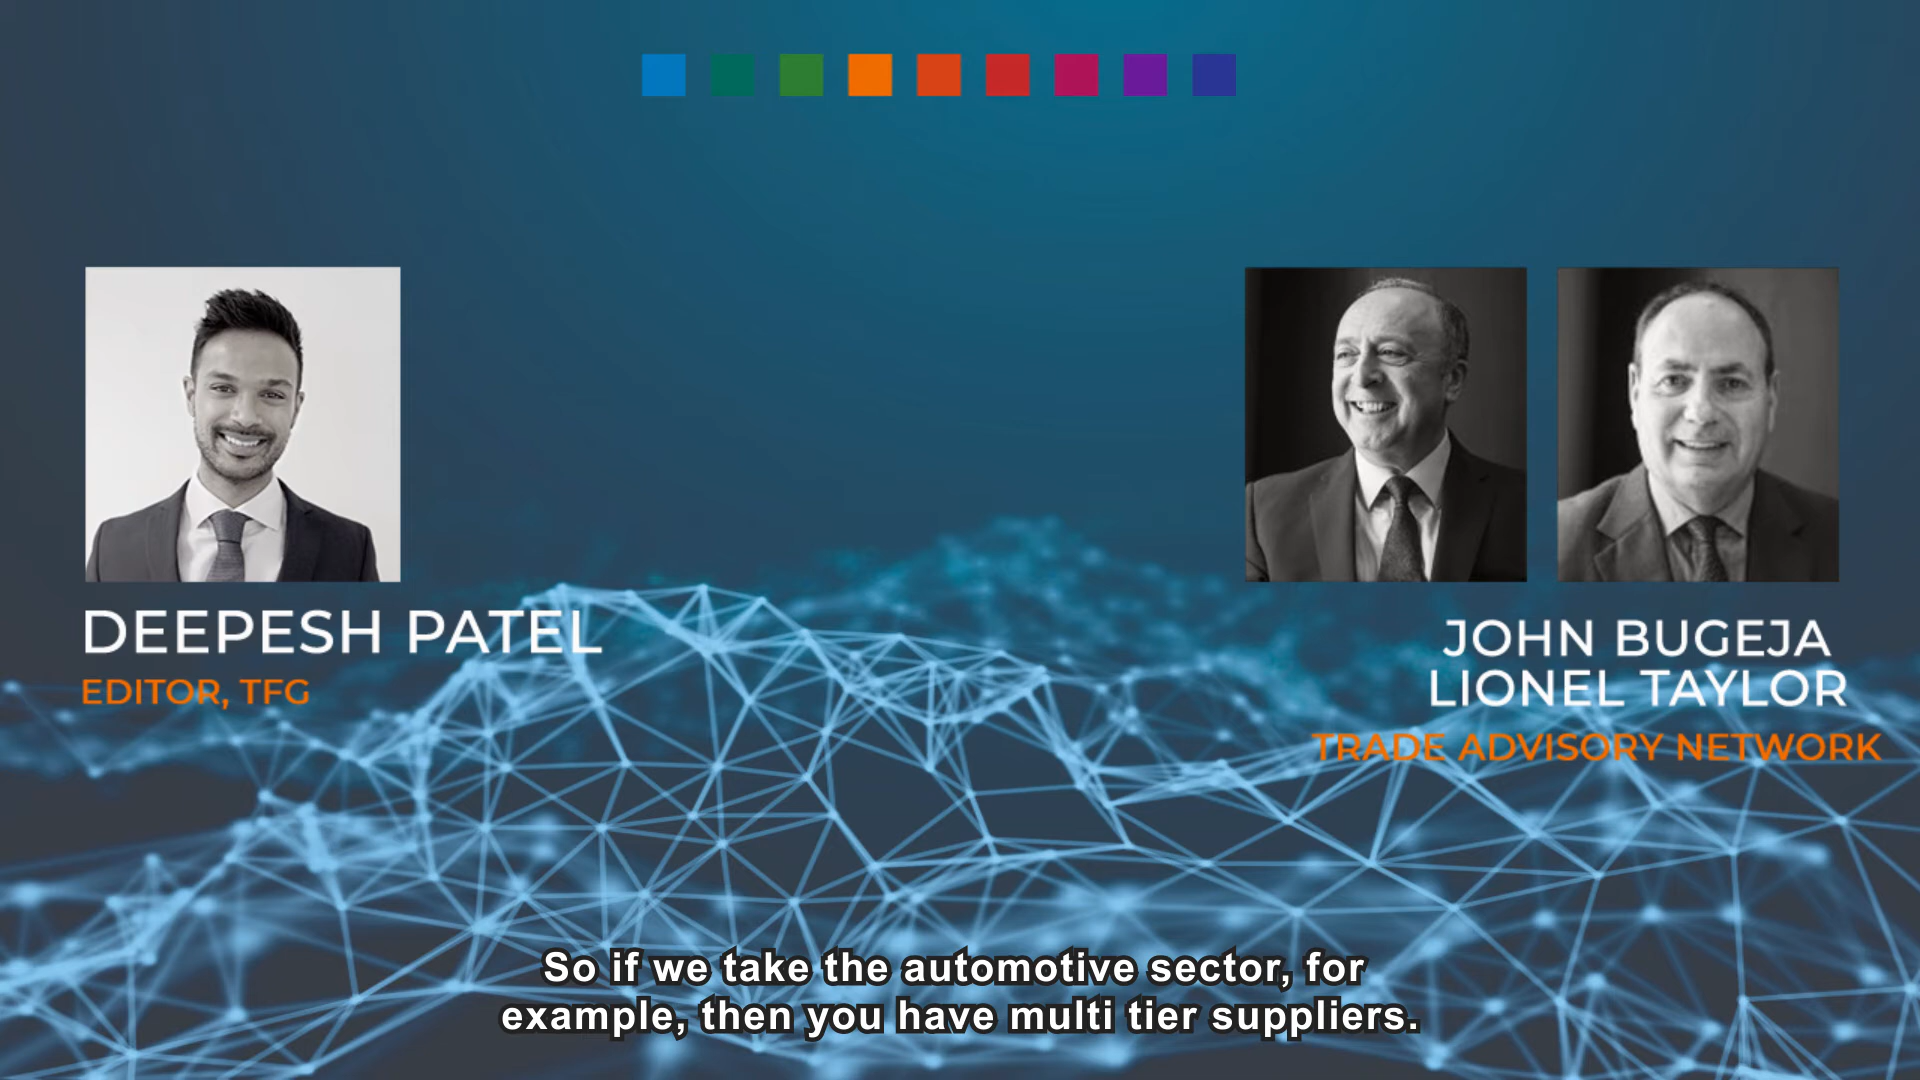 DEEPESH PATEL
EDITOR, TFG
JOHN BUGEJA
LIONEL TAYLOR
TRADE ADVISORY NETWORK
So if we take the automotive sector, for
example, then you have multi tier suppliers.